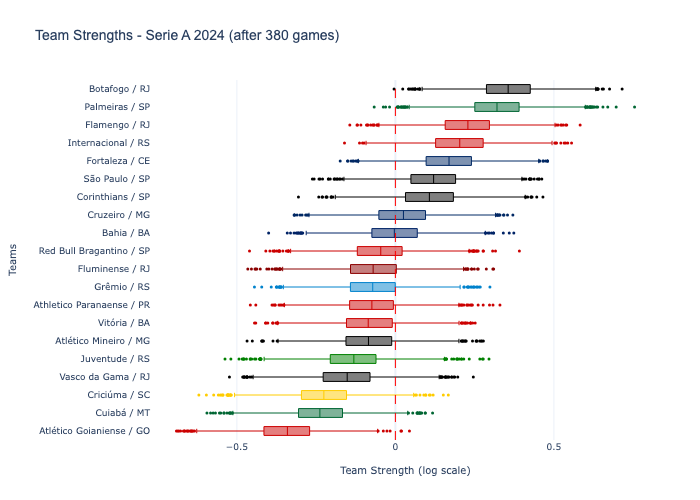 Team Strengths - Serie A 2024 (after 380 games)
Botafogo / RJ
Palmeiras / SP
Flamengo / RJ
Internacional / RS
Fortaleza / CE
São Paulo / SP
Corinthians / SP
Cruzeiro / MG
Bahia / BA
Red Bull Bragantino / SP
Fluminense / RJ
Grêmio / RS
Athletico Paranaense / PR
Vitória / BA
Atlético Mineiro / MG
Juventude / RS
Vasco da Gama / RJ
Criciúma / SC
Cuiabá / MT
Atlético Goianiense / GO
Teams
−0.5 0 0.5
Team Strength (log scale)